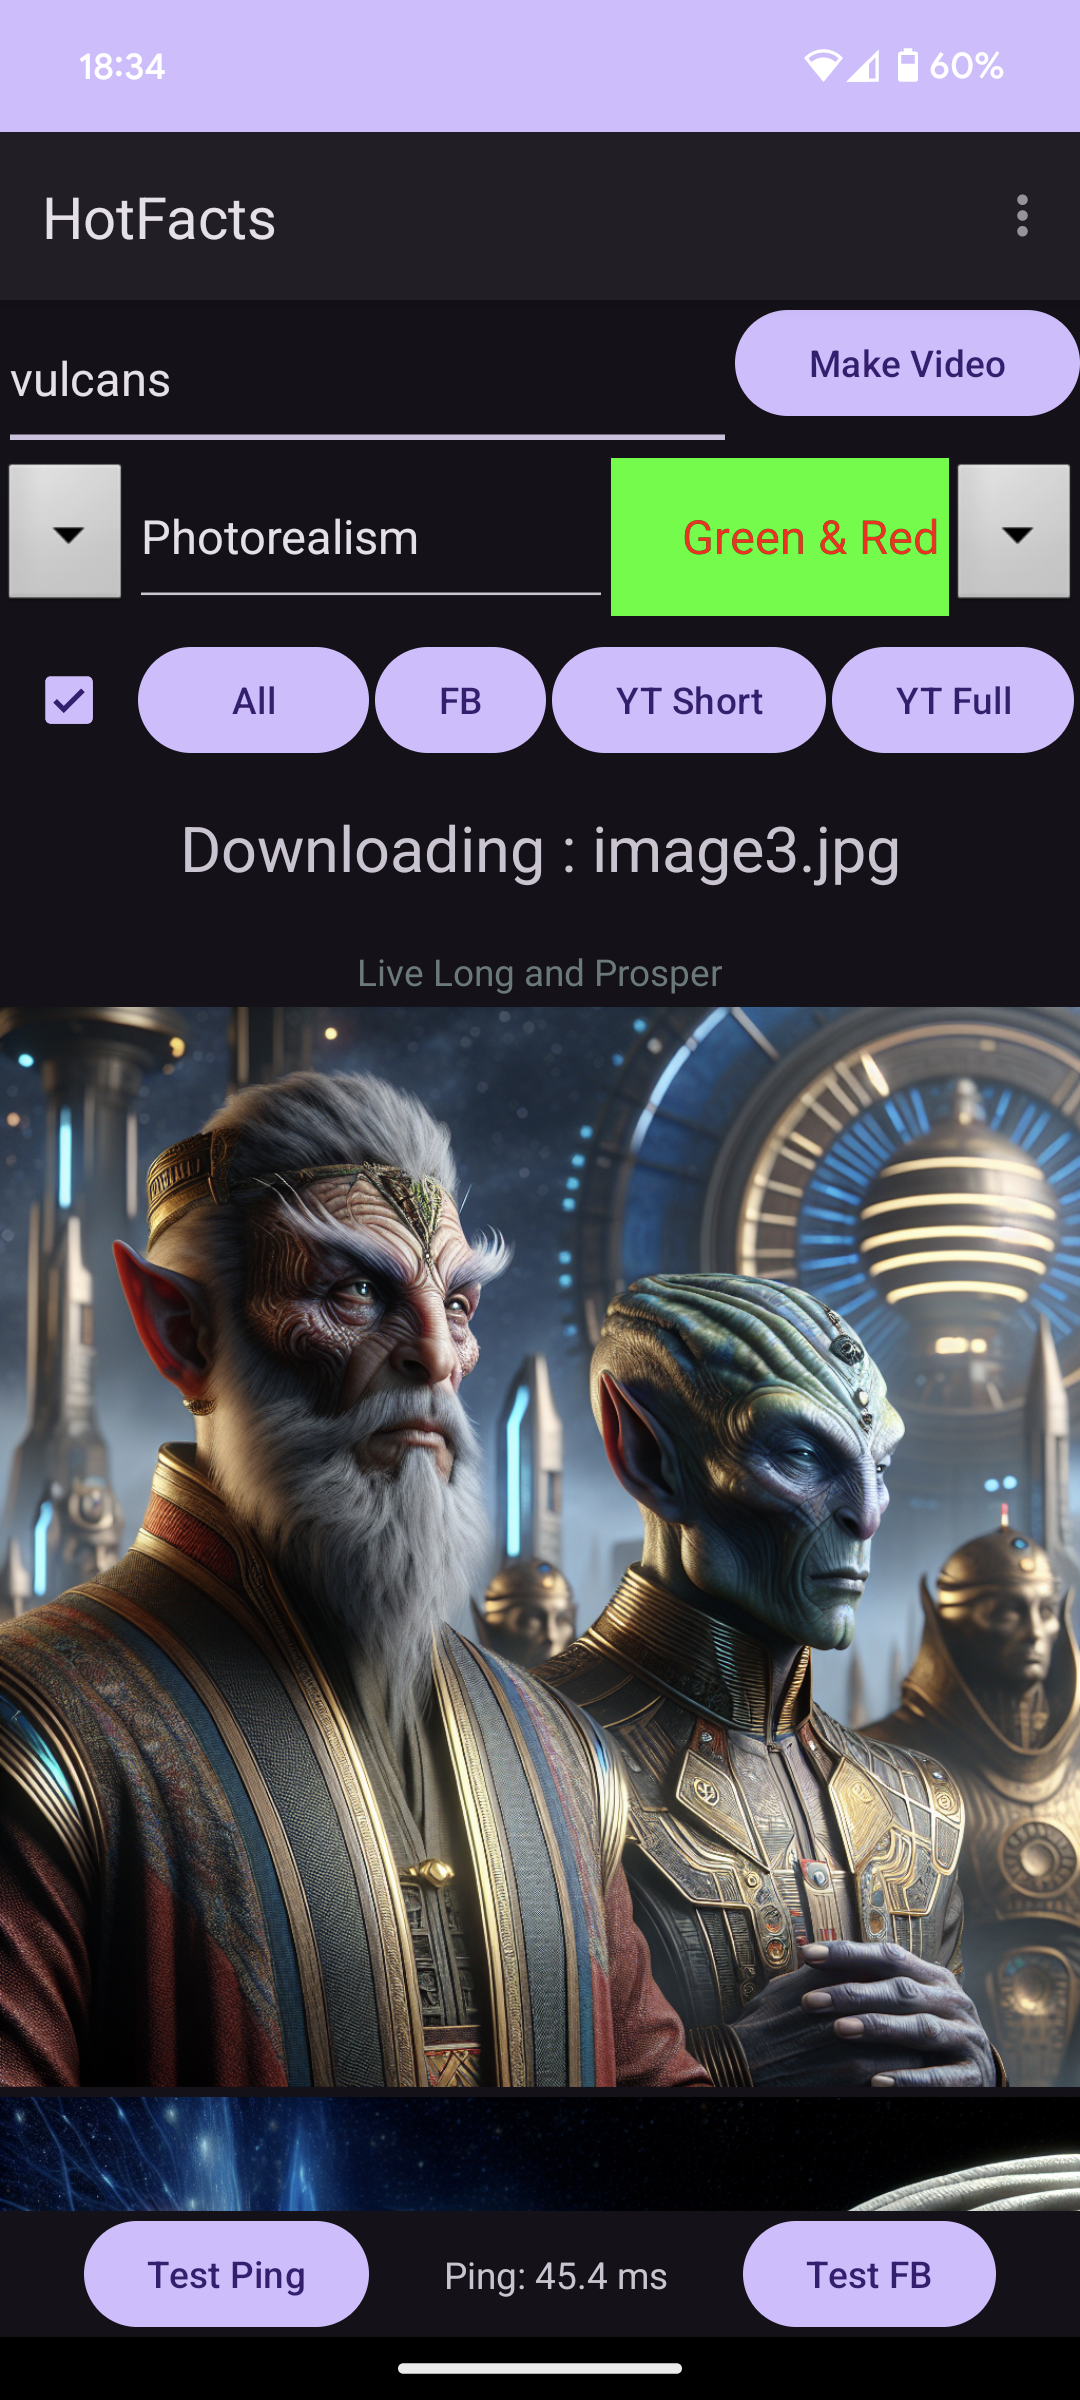 18:34 60%
HotFacts
vulcans Make Video
Photorealism Green & Red
All FB YT Short YT Full
Downloading : image3.jpg
Live Long and Prosper
Test Ping Ping: 45.4 ms Test FB